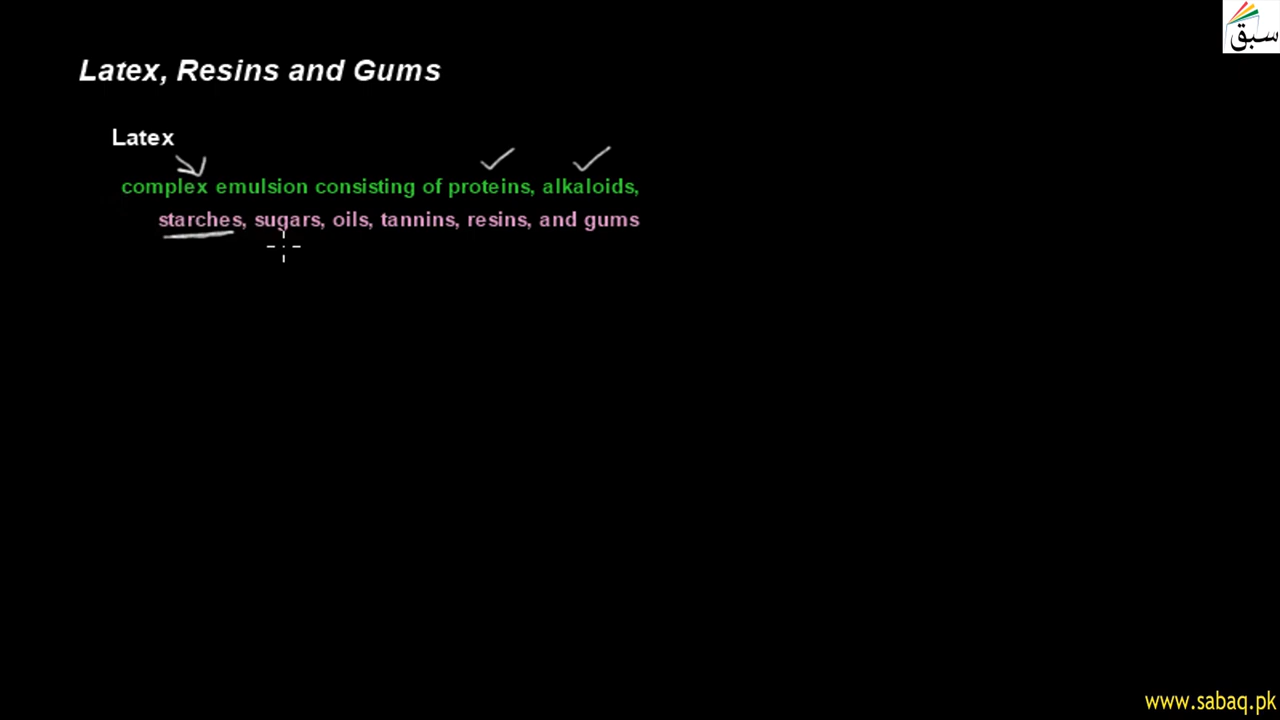 سبق
Latex, Resins and Gums
Latex
complex emulsion consisting of proteins, alkaloids,
starches, sugars, oils, tannins, resins, and gums
www.sabaq.pk